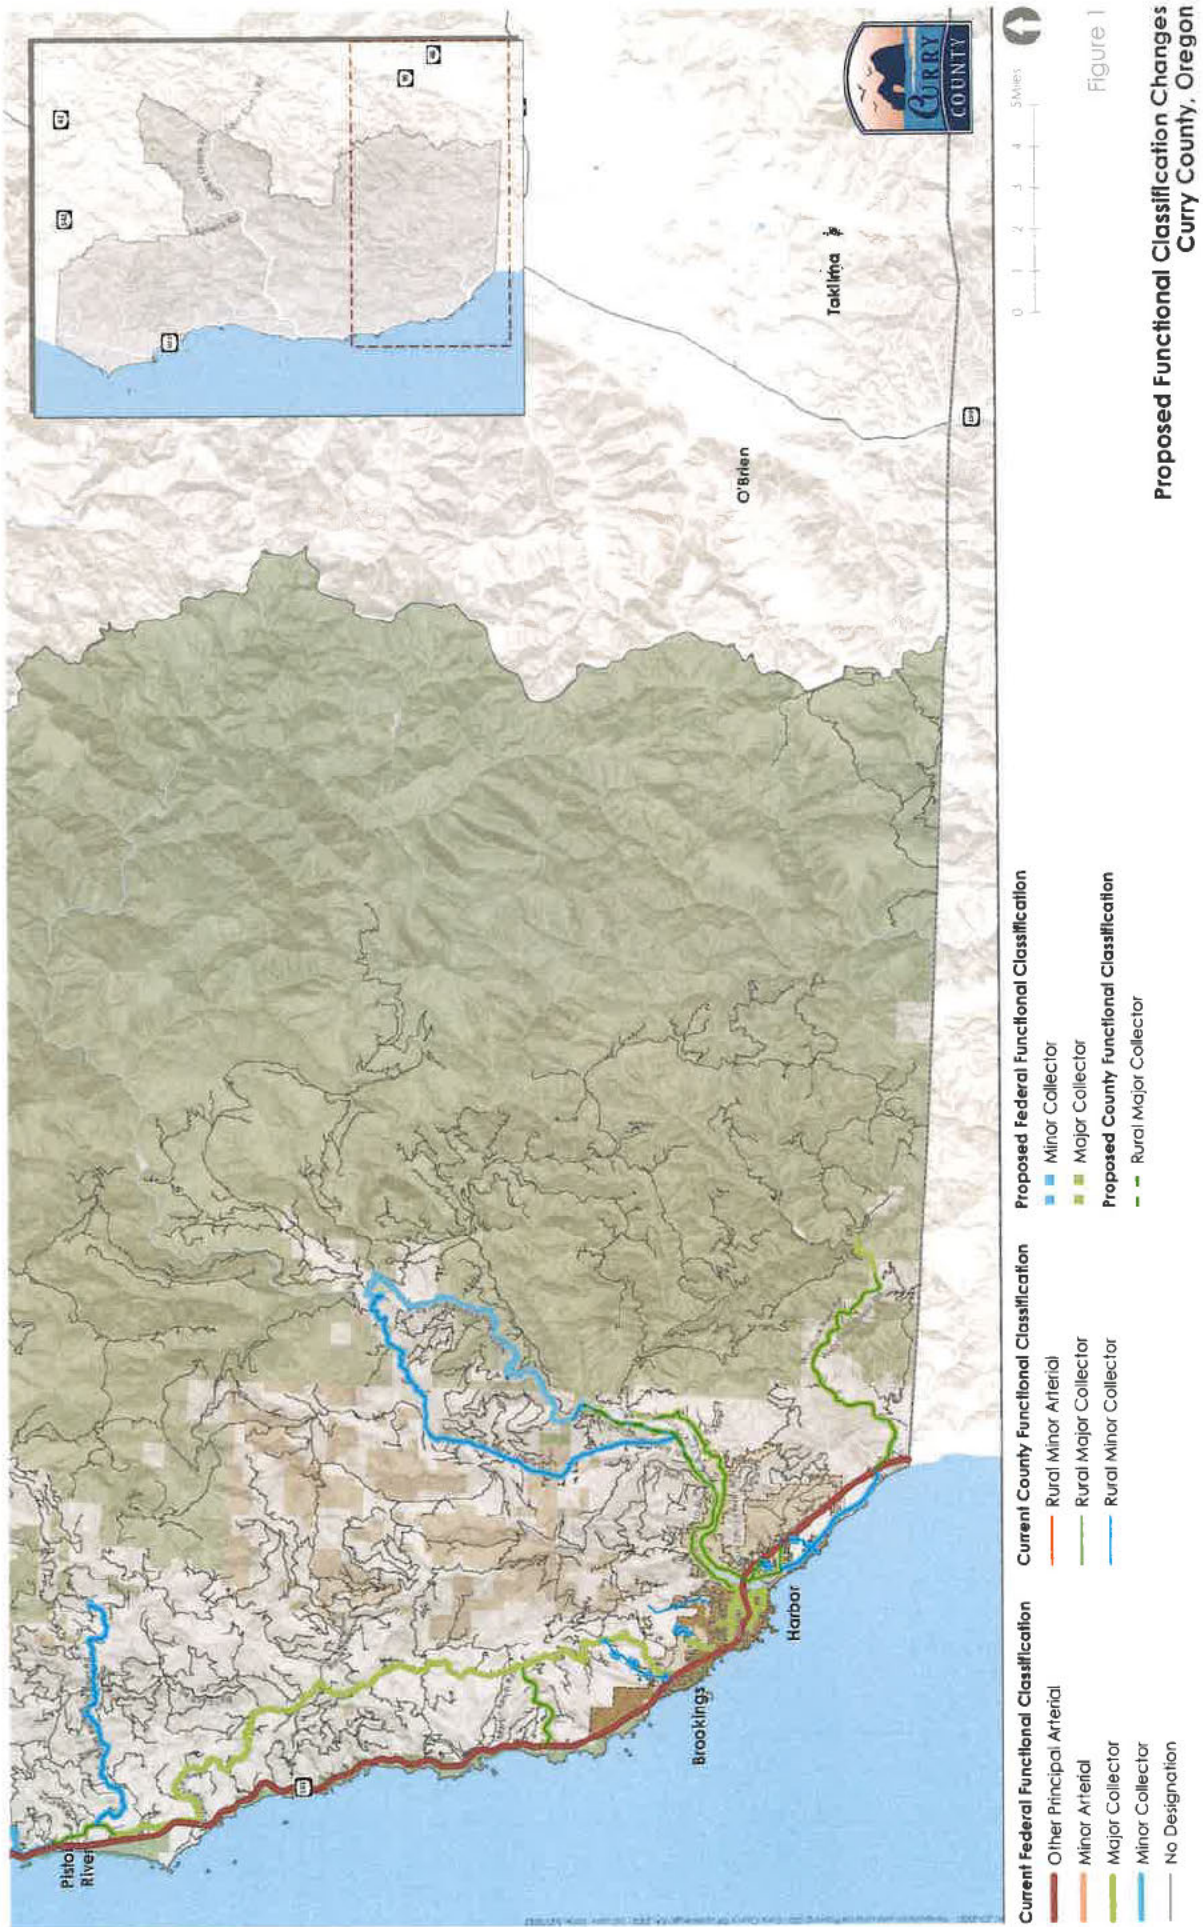 Pistol
River
Brookings
Harbor
O'Brien
Takilma
CURRY
COUNTY
0 1 2 3 4 5 Miles
Figure 1
Proposed Functional Classification Changes
Curry County, Oregon
Current Federal Functional Classification
Other Principal Arterial
Minor Arterial
Major Collector
Minor Collector
No Designation
Current County Functional Classification
Rural Minor Arterial
Rural Major Collector
Rural Minor Collector
Proposed Federal Functional Classification
Minor Collector
Major Collector
Proposed County Functional Classification
Rural Major Collector